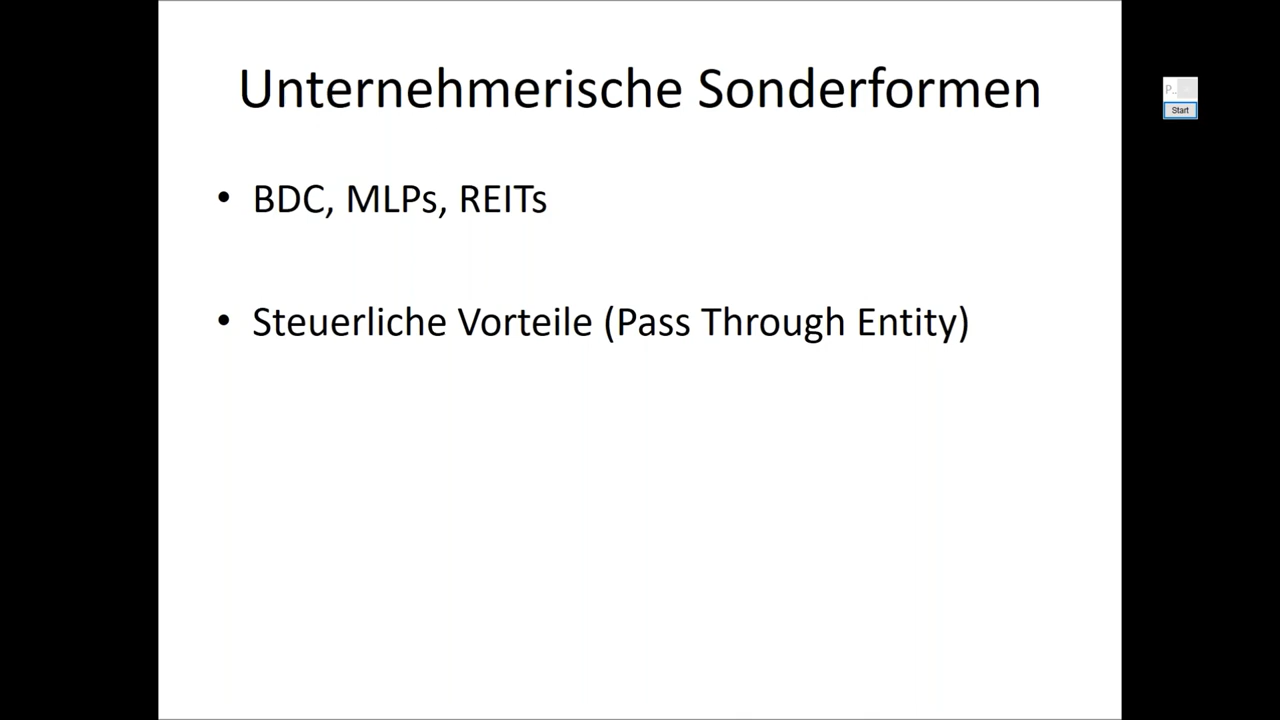 Unternehmerische Sonderformen
• BDC, MLPs, REITs
• Steuerliche Vorteile (Pass Through Entity)
P..
Start